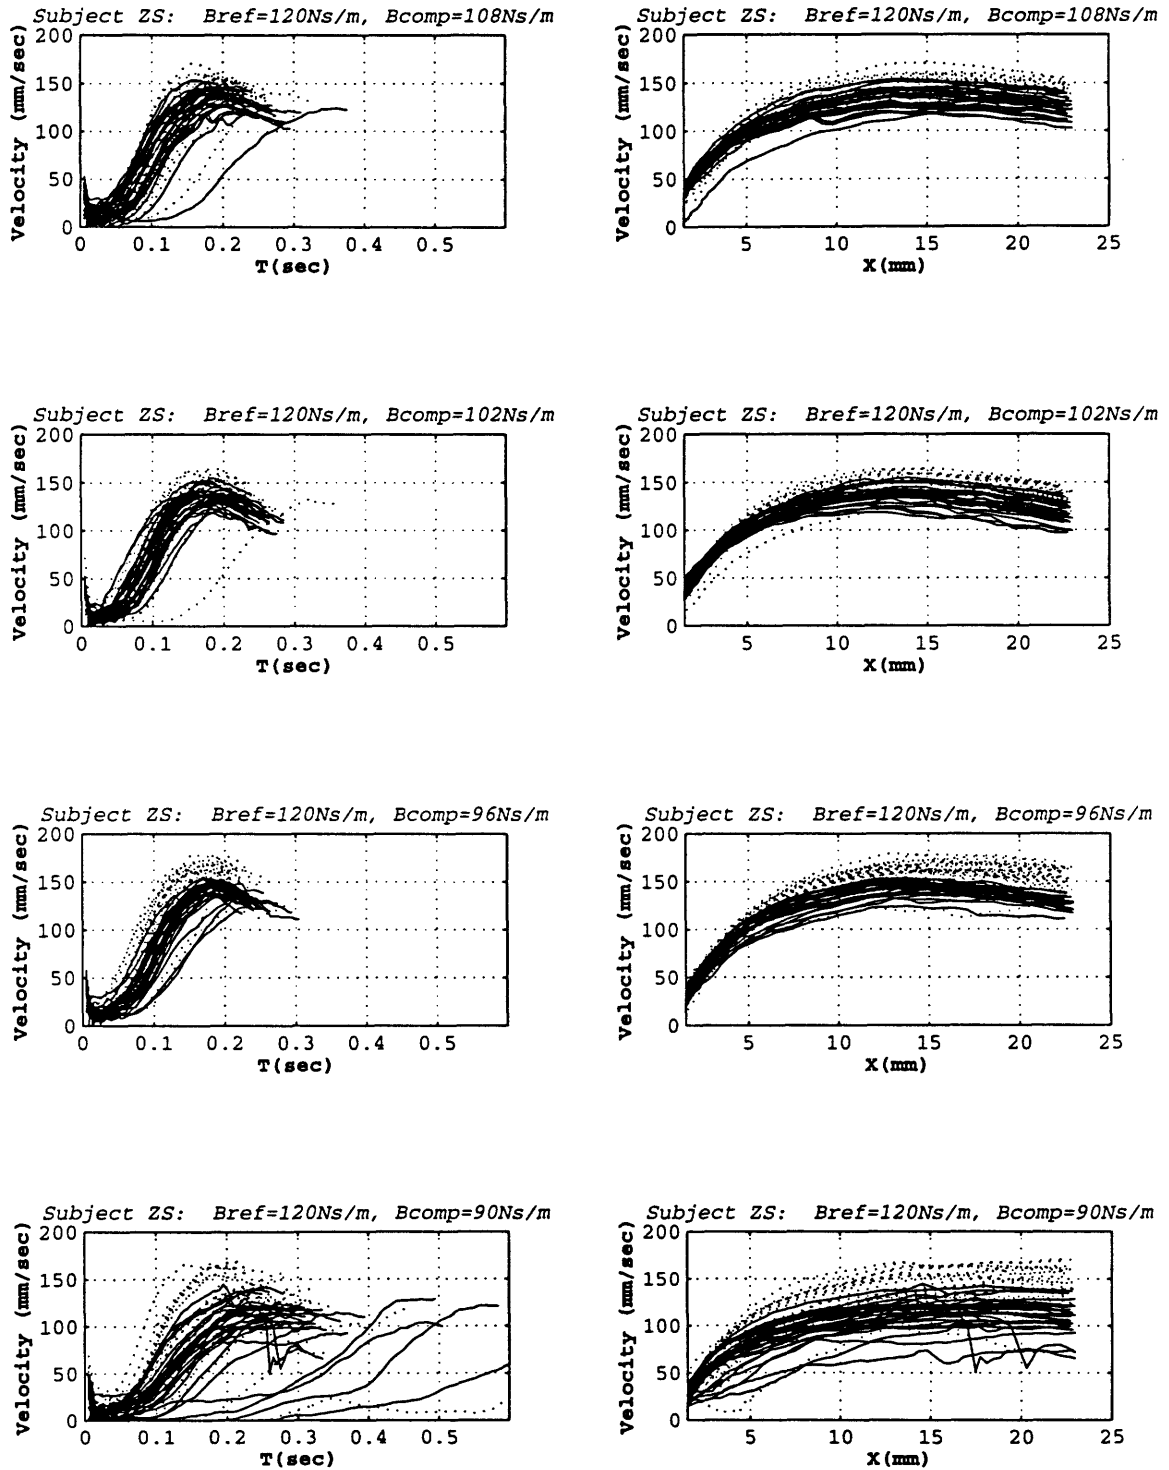 Subject ZS: Bref=120Ns/m, Bcomp=108Ns/m
Velocity (mm/sec)
200
150
100
50
0
0 0.1 0.2 0.3 0.4 0.5
T(sec)
Subject ZS: Bref=120Ns/m, Bcomp=108Ns/m
Velocity (mm/sec)
200
150
100
50
0
5 10 15 20 25
X(mm)
Subject ZS: Bref=120Ns/m, Bcomp=102Ns/m
Velocity (mm/sec)
200
150
100
50
0
0 0.1 0.2 0.3 0.4 0.5
T(sec)
Subject ZS: Bref=120Ns/m, Bcomp=102Ns/m
Velocity (mm/sec)
200
150
100
50
0
5 10 15 20 25
X(mm)
Subject ZS: Bref=120Ns/m, Bcomp=96Ns/m
Velocity (mm/sec)
200
150
100
50
0
0 0.1 0.2 0.3 0.4 0.5
T(sec)
Subject ZS: Bref=120Ns/m, Bcomp=96Ns/m
Velocity (mm/sec)
200
150
100
50
0
5 10 15 20 25
X(mm)
Subject ZS: Bref=120Ns/m, Bcomp=90Ns/m
Velocity (mm/sec)
200
150
100
50
0
0 0.1 0.2 0.3 0.4 0.5
T(sec)
Subject ZS: Bref=120Ns/m, Bcomp=90Ns/m
Velocity (mm/sec)
200
150
100
50
0
5 10 15 20 25
X(mm)